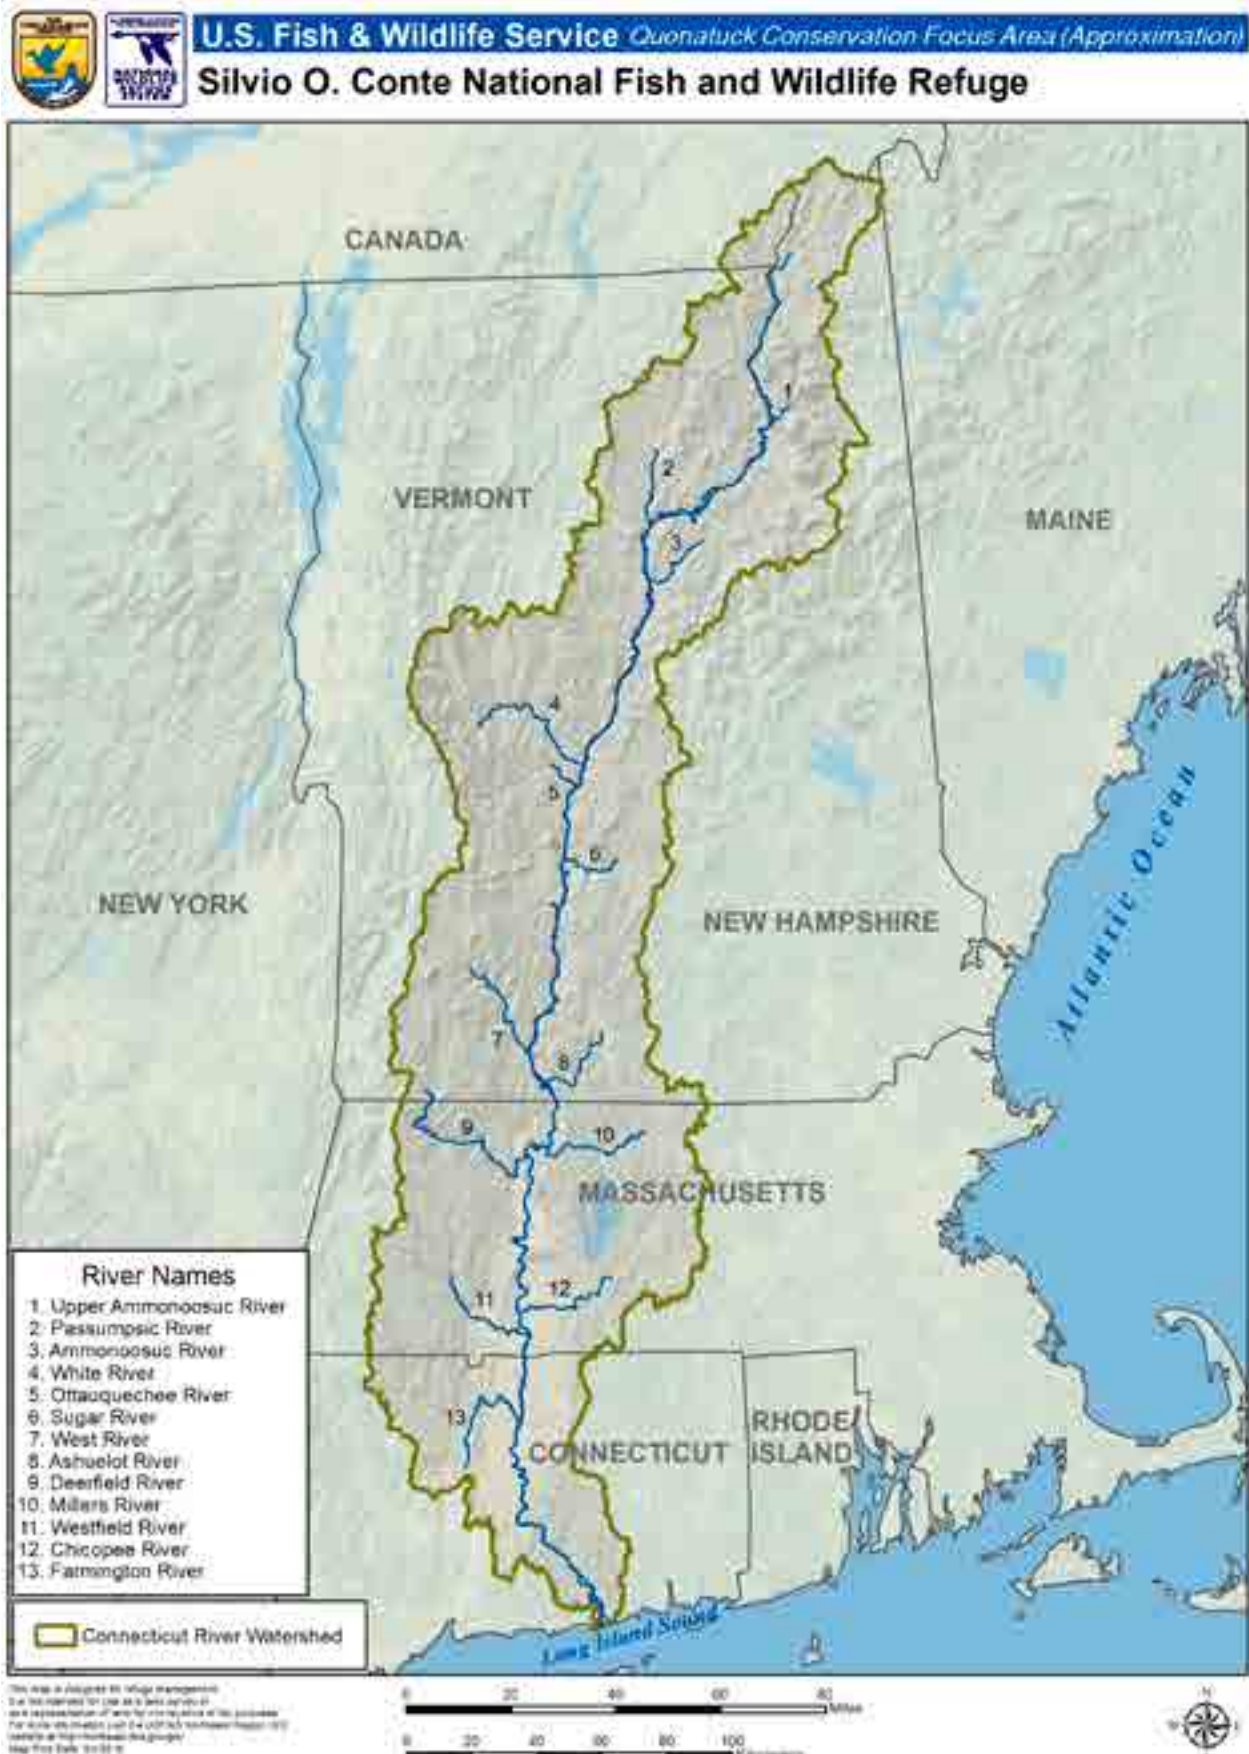 U.S. Fish & Wildlife Service Quonatuck Conservation Focus Area (Approximation)
Silvio O. Conte National Fish and Wildlife Refuge
CANADA
1
2
VERMONT
MAINE
3
4
5
6
NEW YORK
NEW HAMPSHIRE
Atlantic Ocean
7
8
9
10
MASSACHUSETTS
River Names
1. Upper Ammonoosuc River
2. Passumpsic River
3. Ammonoosuc River
4. White River
5. Ottauquechee River
6. Sugar River
7. West River
8. Ashuelot River
9. Deerfield River
10. Millers River
11. Westfield River
12. Chicopee River
13. Farmington River
11
12
13
CONNECTICUT
RHODE
ISLAND
Connecticut River Watershed
Long Island Sound
0 20 40 60 80
Miles
0 20 40 60 80 100
Kilometers
N
W E